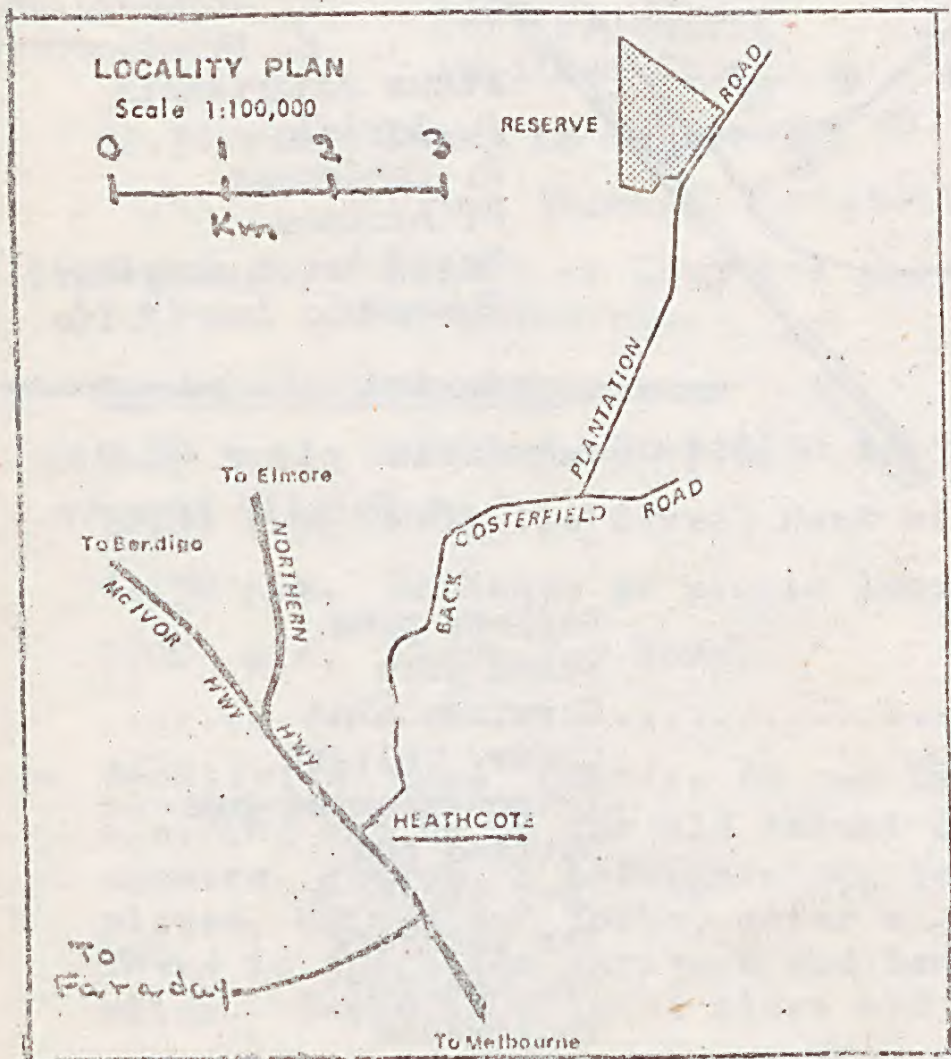 LOCALITY PLAN
Scale 1:100,000
0 1 2 3
Km
RESERVE
ROAD
PLANTATION
To Elmore
To Bendigo
NORTHERN
COSTERFIELD ROAD
McIVOR
BACK
HWY
H'WY
HEATHCOTE
To
Faraday
To Melbourne